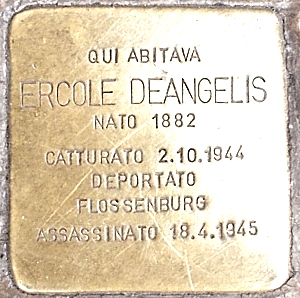 QUI ABITAVA
ERCOLE DEANGELIS
NATO 1882
CATTURATO 2.10.1944
DEPORTATO
FLOSSENBURG
ASSASSINATO 18.4.1945